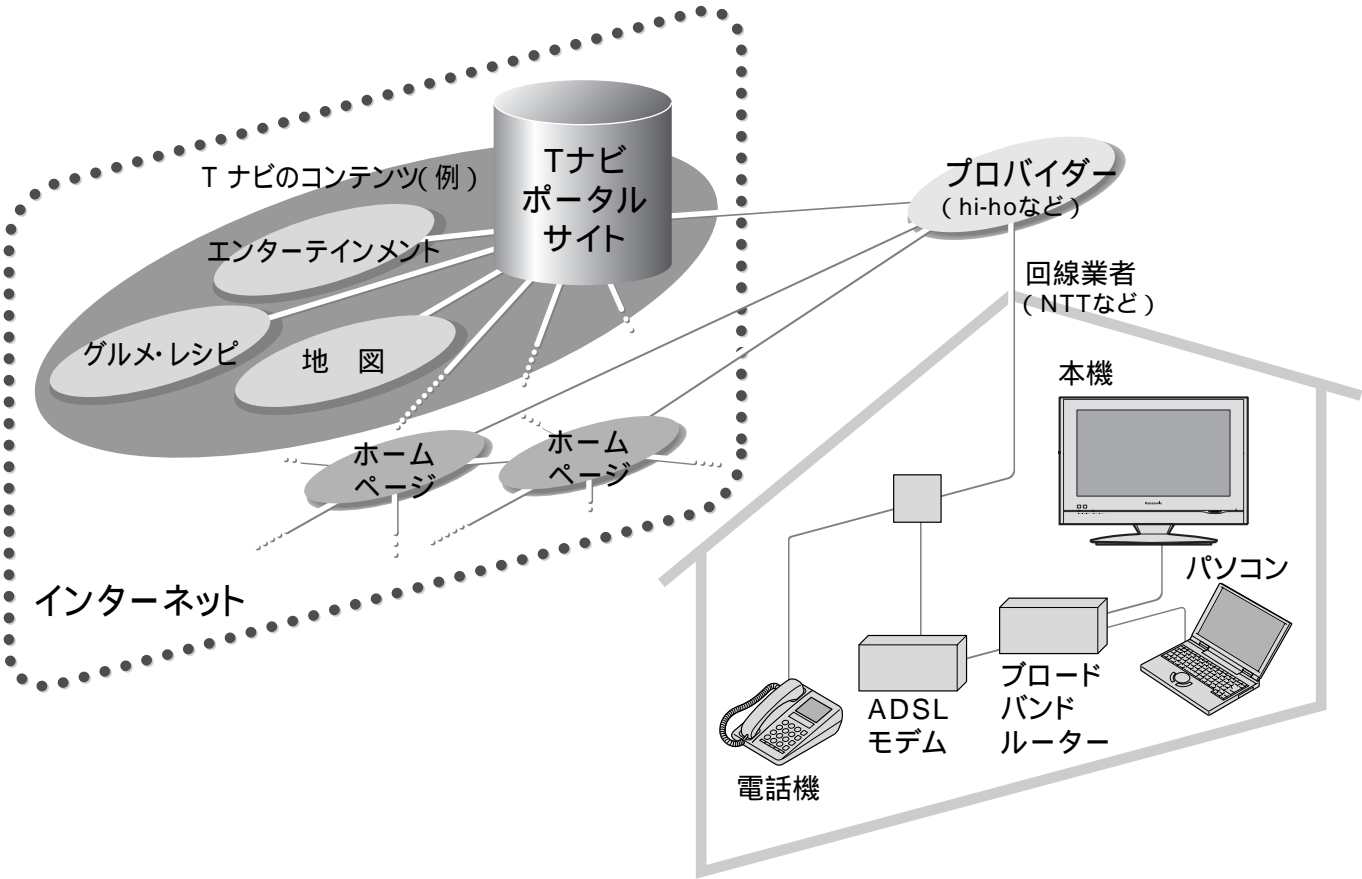 Tナビのコンテンツ(例)
Tナビ
ポータル
サイト
エンターテインメント
グルメ・レシピ
地 図
ホーム
ページ
ホーム
ページ
インターネット
プロバイダー
(hi-hoなど)
回線業者
(NTTなど)
本機
Panasonic
パソコン
ブロード
バンド
ルーター
ADSL
モデム
電話機